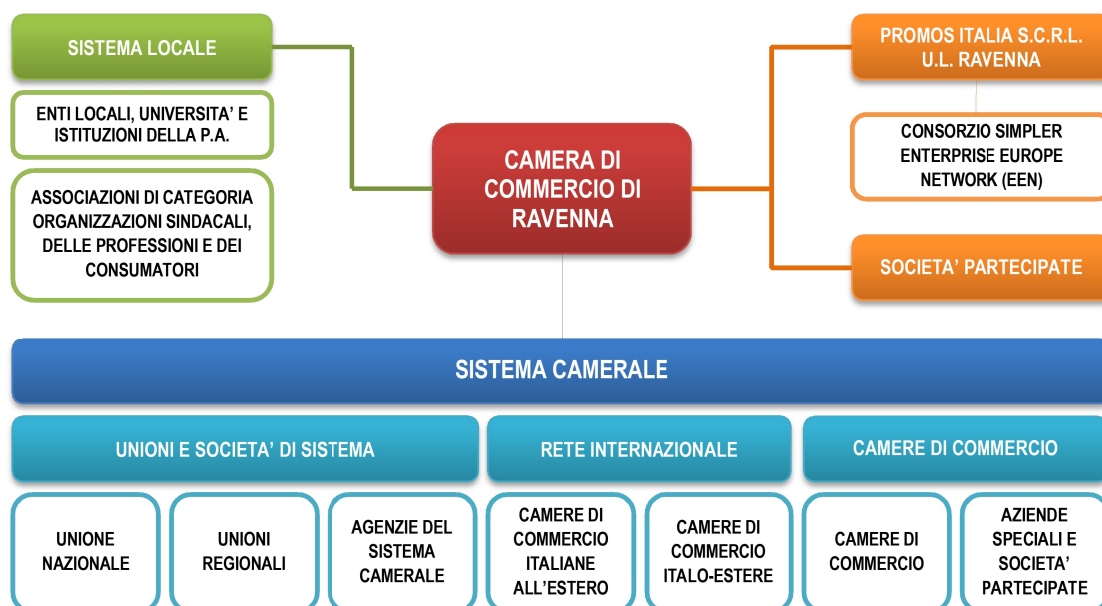 SISTEMA LOCALE
ENTI LOCALI, UNIVERSITA' E
ISTITUZIONI DELLA P.A.
ASSOCIAZIONI DI CATEGORIA
ORGANIZZAZIONI SINDACALI,
DELLE PROFESSIONI E DEI
CONSUMATORI
CAMERA DI
COMMERCIO DI
RAVENNA
PROMOS ITALIA S.C.R.L.
U.L. RAVENNA
CONSORZIO SIMPLER
ENTERPRISE EUROPE
NETWORK (EEN)
SOCIETA' PARTECIPATE
SISTEMA CAMERALE
UNIONI E SOCIETA' DI SISTEMA
RETE INTERNAZIONALE
CAMERE DI COMMERCIO
UNIONE
NAZIONALE
UNIONI
REGIONALI
AGENZIE DEL
SISTEMA
CAMERALE
CAMERE DI
COMMERCIO
ITALIANE
ALL'ESTERO
CAMERE DI
COMMERCIO
ITALO-ESTERE
CAMERE DI
COMMERCIO
AZIENDE
SPECIALI E
SOCIETA'
PARTECIPATE